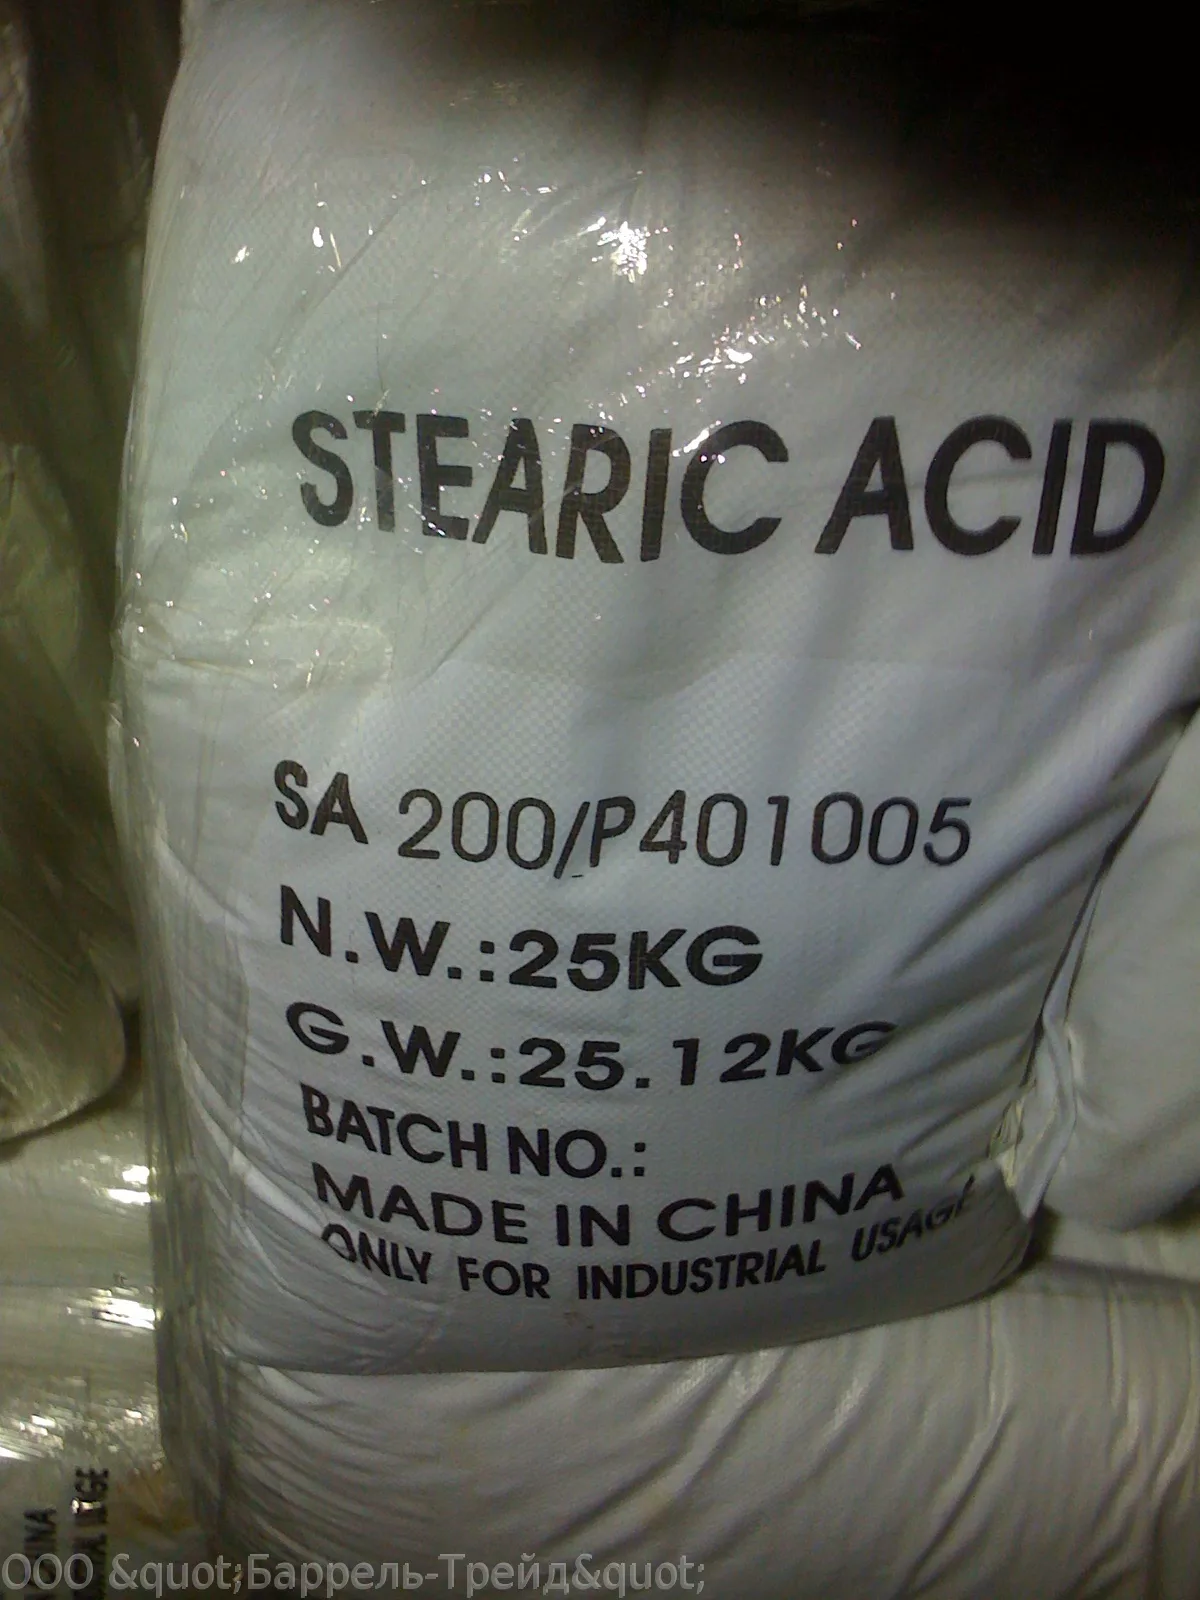 STEARIC ACID
SA 200/P401005
N.W.:25KG
G.W.:25.12KG
BATCH NO.:
MADE IN CHINA
ONLY FOR INDUSTRIAL USAGE
ООО &quot;Баррель-Трейд&quot;